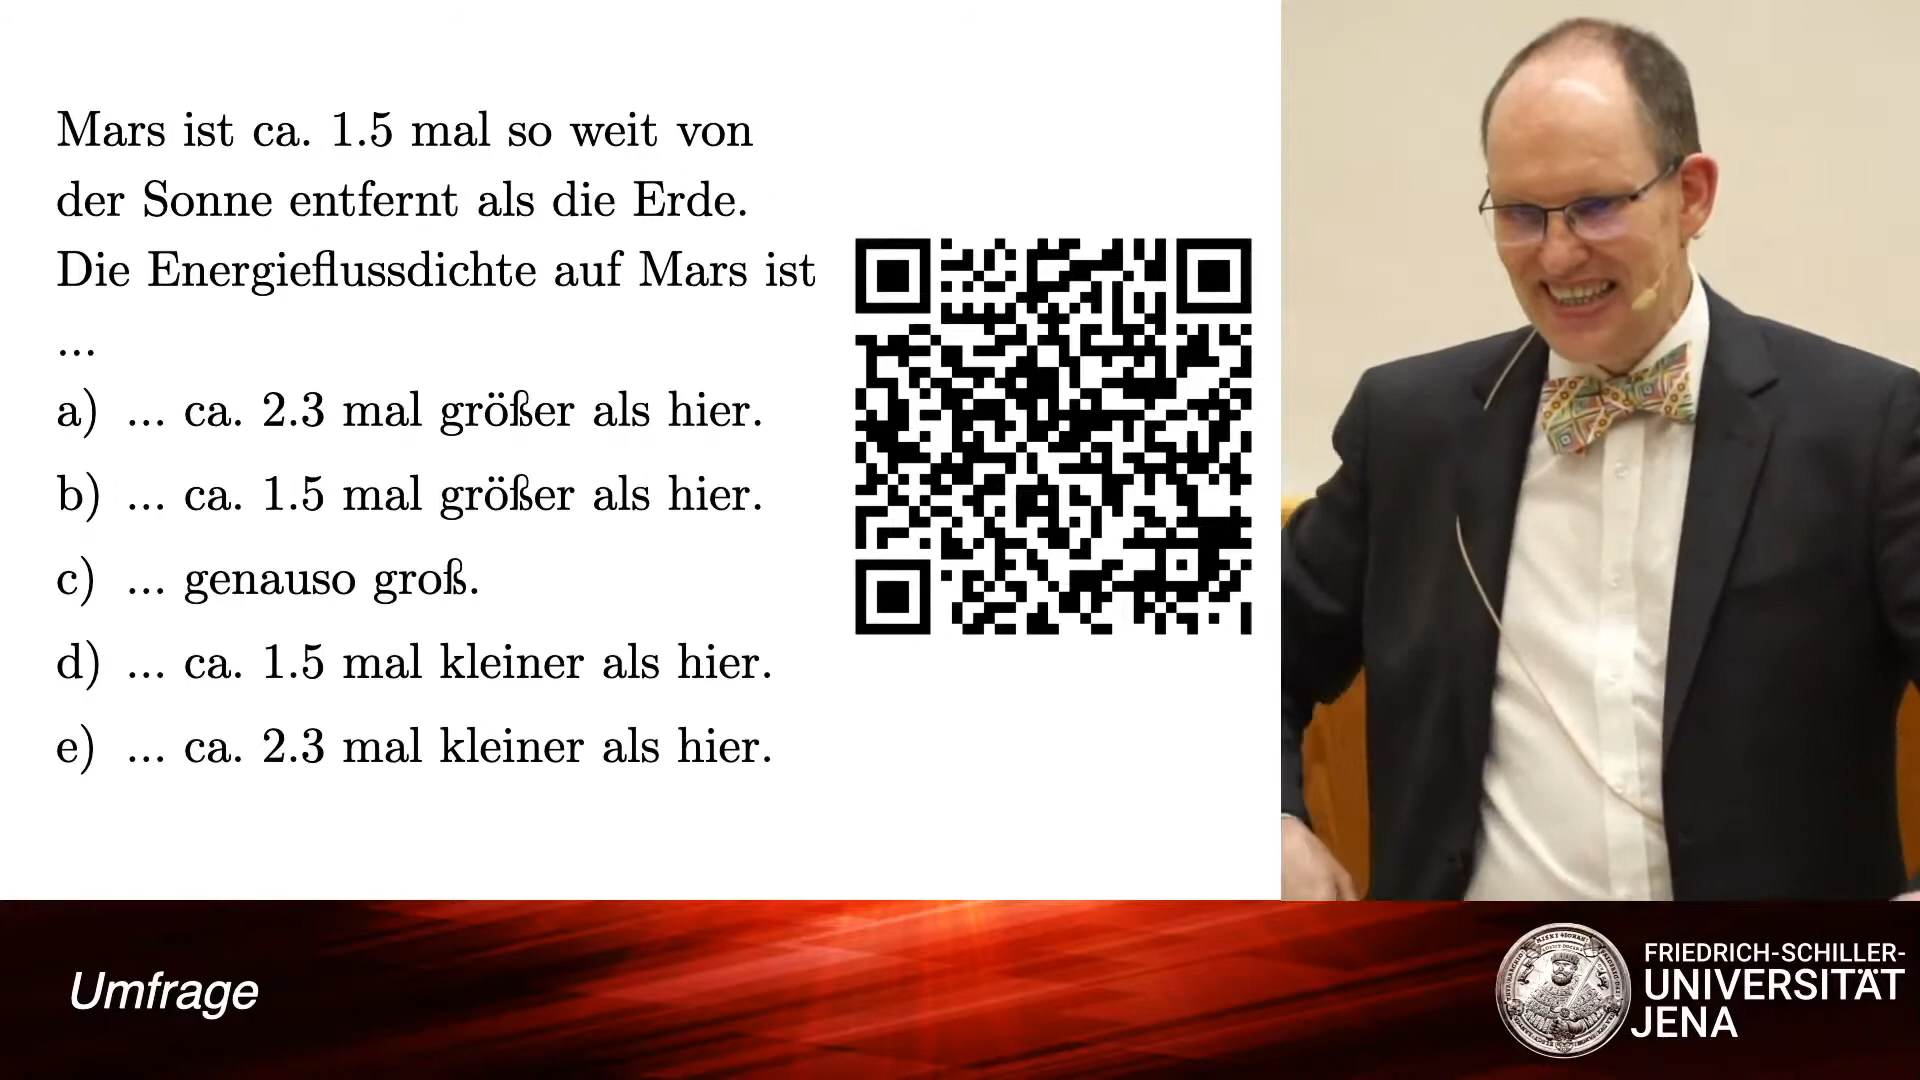 Mars ist ca. 1.5 mal so weit von
der Sonne entfernt als die Erde.
Die Energieflussdichte auf Mars ist
...
a) ... ca. 2.3 mal größer als hier.
b) ... ca. 1.5 mal größer als hier.
c) ... genauso groß.
d) ... ca. 1.5 mal kleiner als hier.
e) ... ca. 2.3 mal kleiner als hier.
Umfrage
FRIEDRICH-SCHILLER-
UNIVERSITÄT
JENA